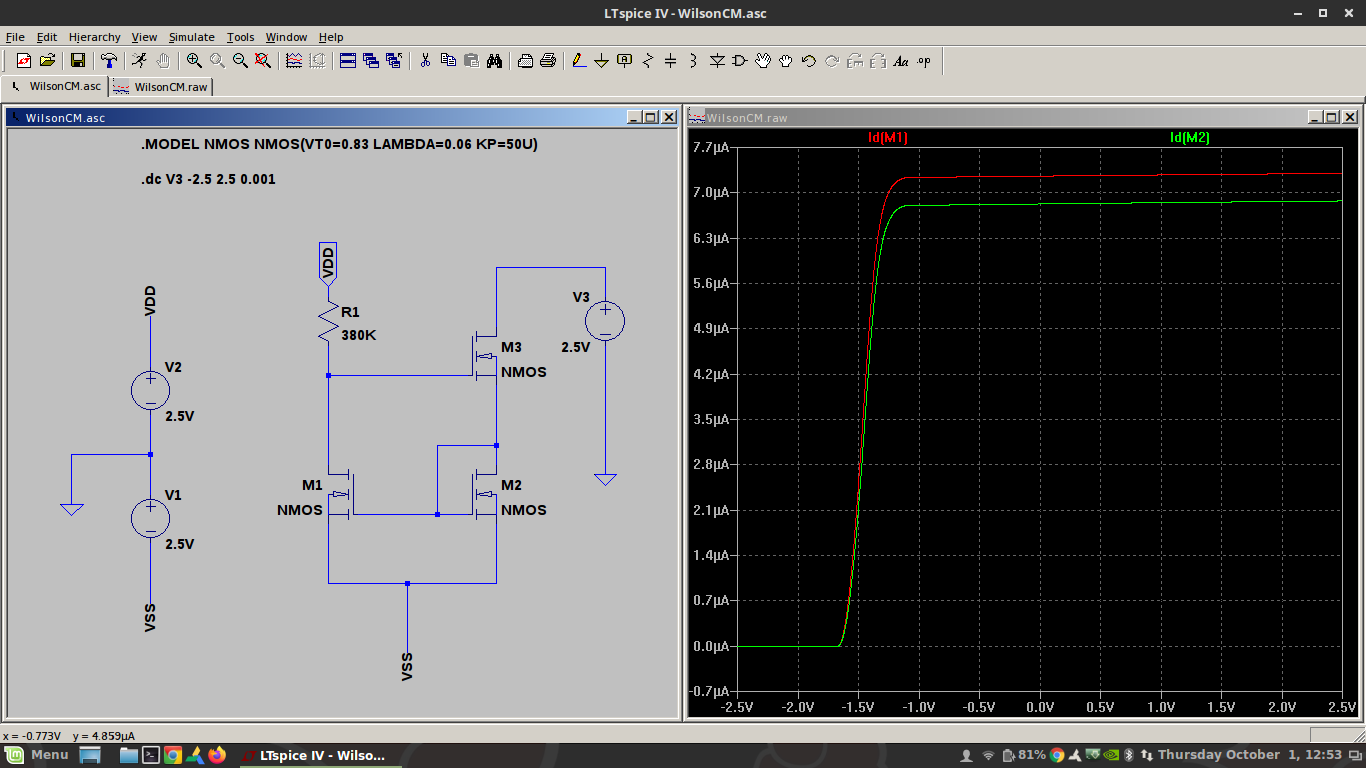 LTspice IV - WilsonCM.asc
File Edit Hierarchy View Simulate Tools Window Help
Aa .op
WilsonCM.asc WilsonCM.raw
WilsonCM.asc
.MODEL NMOS NMOS(VT0=0.83 LAMBDA=0.06 KP=50U)
.dc V3 -2.5 2.5 0.001
VDD
VDD
R1
380K
V3
2.5V
M3
NMOS
V2
2.5V
M1
NMOS
M2
NMOS
V1
2.5V
VSS
VSS
WilsonCM.raw
Id(M1) Id(M2)
7.7µA
7.0µA
6.3µA
5.6µA
4.9µA
4.2µA
3.5µA
2.8µA
2.1µA
1.4µA
0.7µA
0.0µA
-0.7µA
-2.5V -2.0V -1.5V -1.0V -0.5V 0.0V 0.5V 1.0V 1.5V 2.0V 2.5V
x = -0.773V y = 4.859µA
Menu LTspice IV - Wilso... 81% Thursday October 1, 12:53